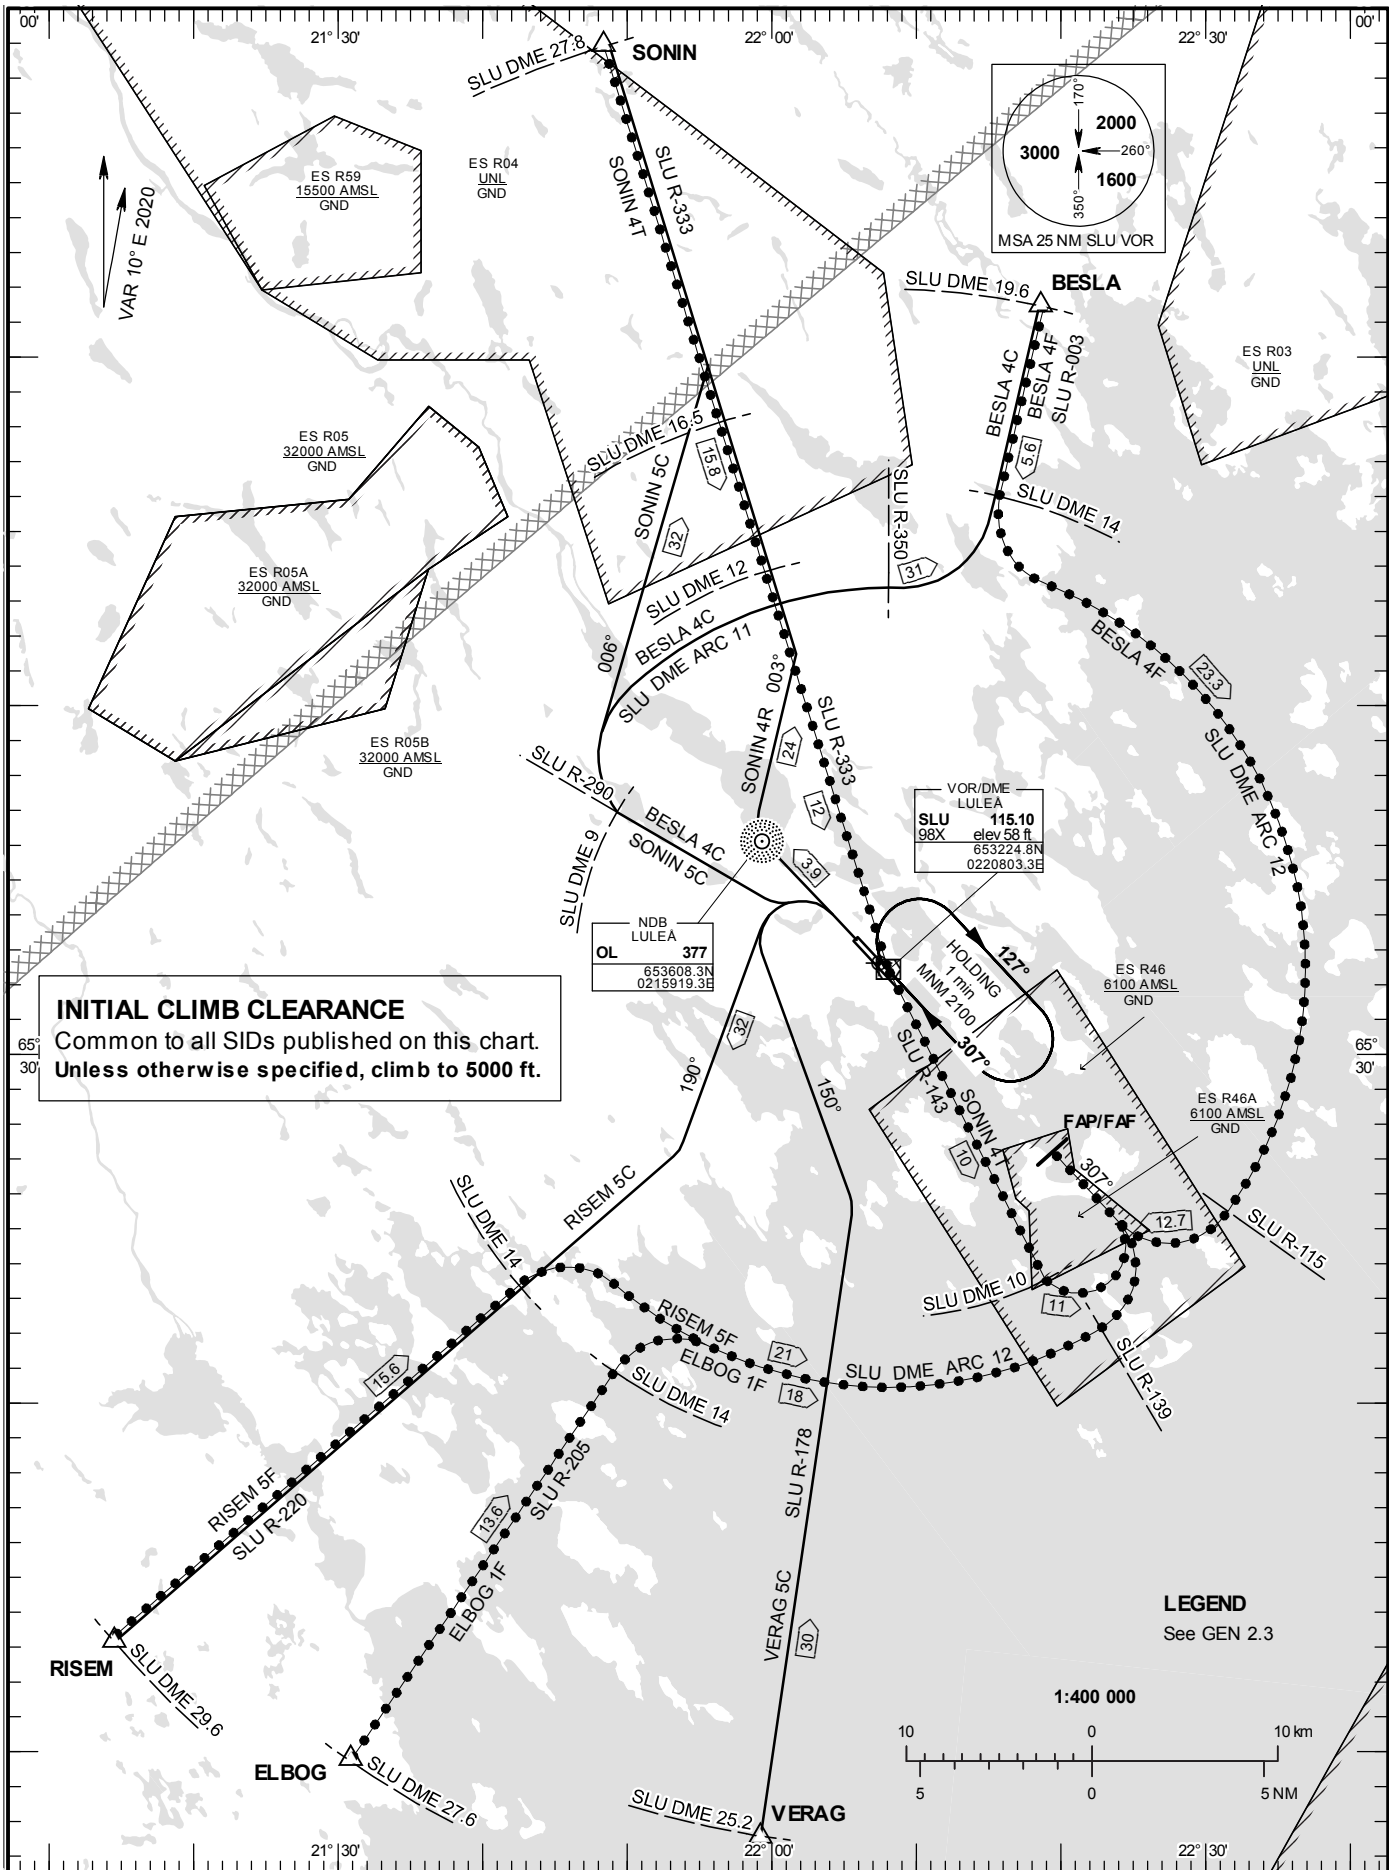 00'
21° 30'
22° 00'
22° 30'
00'
SLU DME 27.8
SONIN
170°
2000
3000
260°
1600
350°
MSA 25 NM SLU VOR
ES R59
15500 AMSL
GND
ES R04
UNL
GND
SLU R-333
SONIN 4T
VAR 10° E 2020
SLU DME 19.6
BESLA
BESLA 4C
BESLA 4F
SLU R-003
ES R03
UNL
GND
ES R05
32000 AMSL
GND
SLU DME 16.5
15.8
5.6
SONIN 5C
32
SLU R-350
SLU DME 14
ES R05A
32000 AMSL
GND
SLU DME 12
31
BESLA 4C
SLU DME ARC 11
006°
BESLA 4F
23.3
SONIN 4R 003°
24
SLU R-333
12
SLU DME ARC 12
ES R05B
32000 AMSL
GND
SLU R-290
BESLA 4C
SONIN 5C
SLU DME 9
3.9
VOR/DME
LULEÅ
SLU 115.10
98X elev 58 ft
653224.8N
0220803.3E
NDB
LULEÅ
OL 377
653608.3N
0215919.3E
127°
HOLDING
1 min
MNM 2100
307°
ES R46
6100 AMSL
GND
INITIAL CLIMB CLEARANCE
Common to all SIDs published on this chart.
Unless otherwise specified, climb to 5000 ft.
65°
30'
65°
30'
32
190°
150°
SLU R-143
SONIN 4T
10
ES R46A
6100 AMSL
GND
FAP/FAF
307°
12.7
SLU R-115
SLU DME 14
RISEM 5C
SLU DME 10
11
RISEM 5F
ELBOG 1F
21
18
SLU DME ARC 12
SLU R-139
15.6
SLU DME 14
RISEM 5F
SLU R-220
SLU R-205
13.6
ELBOG 1F
SLU R-178
VERAG 5C
30
LEGEND
See GEN 2.3
RISEM
SLU DME 29.6
1:400 000
10 0 10 km
5 0 5 NM
ELBOG
SLU DME 27.6
SLU DME 25.2
VERAG
21° 30'
22° 00'
22° 30'